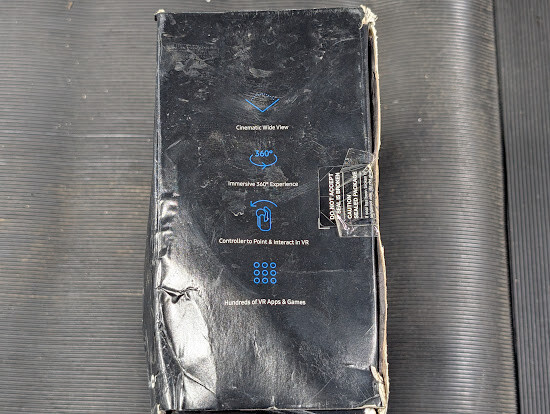 Cinematic Wide View
360°
Immersive 360° Experience
Controller to Point & Interact in VR
Hundreds of VR Apps & Games
DO NOT ACCEPT
IF SEAL IS BROKEN
CAUTION
SEALED PACKAGE